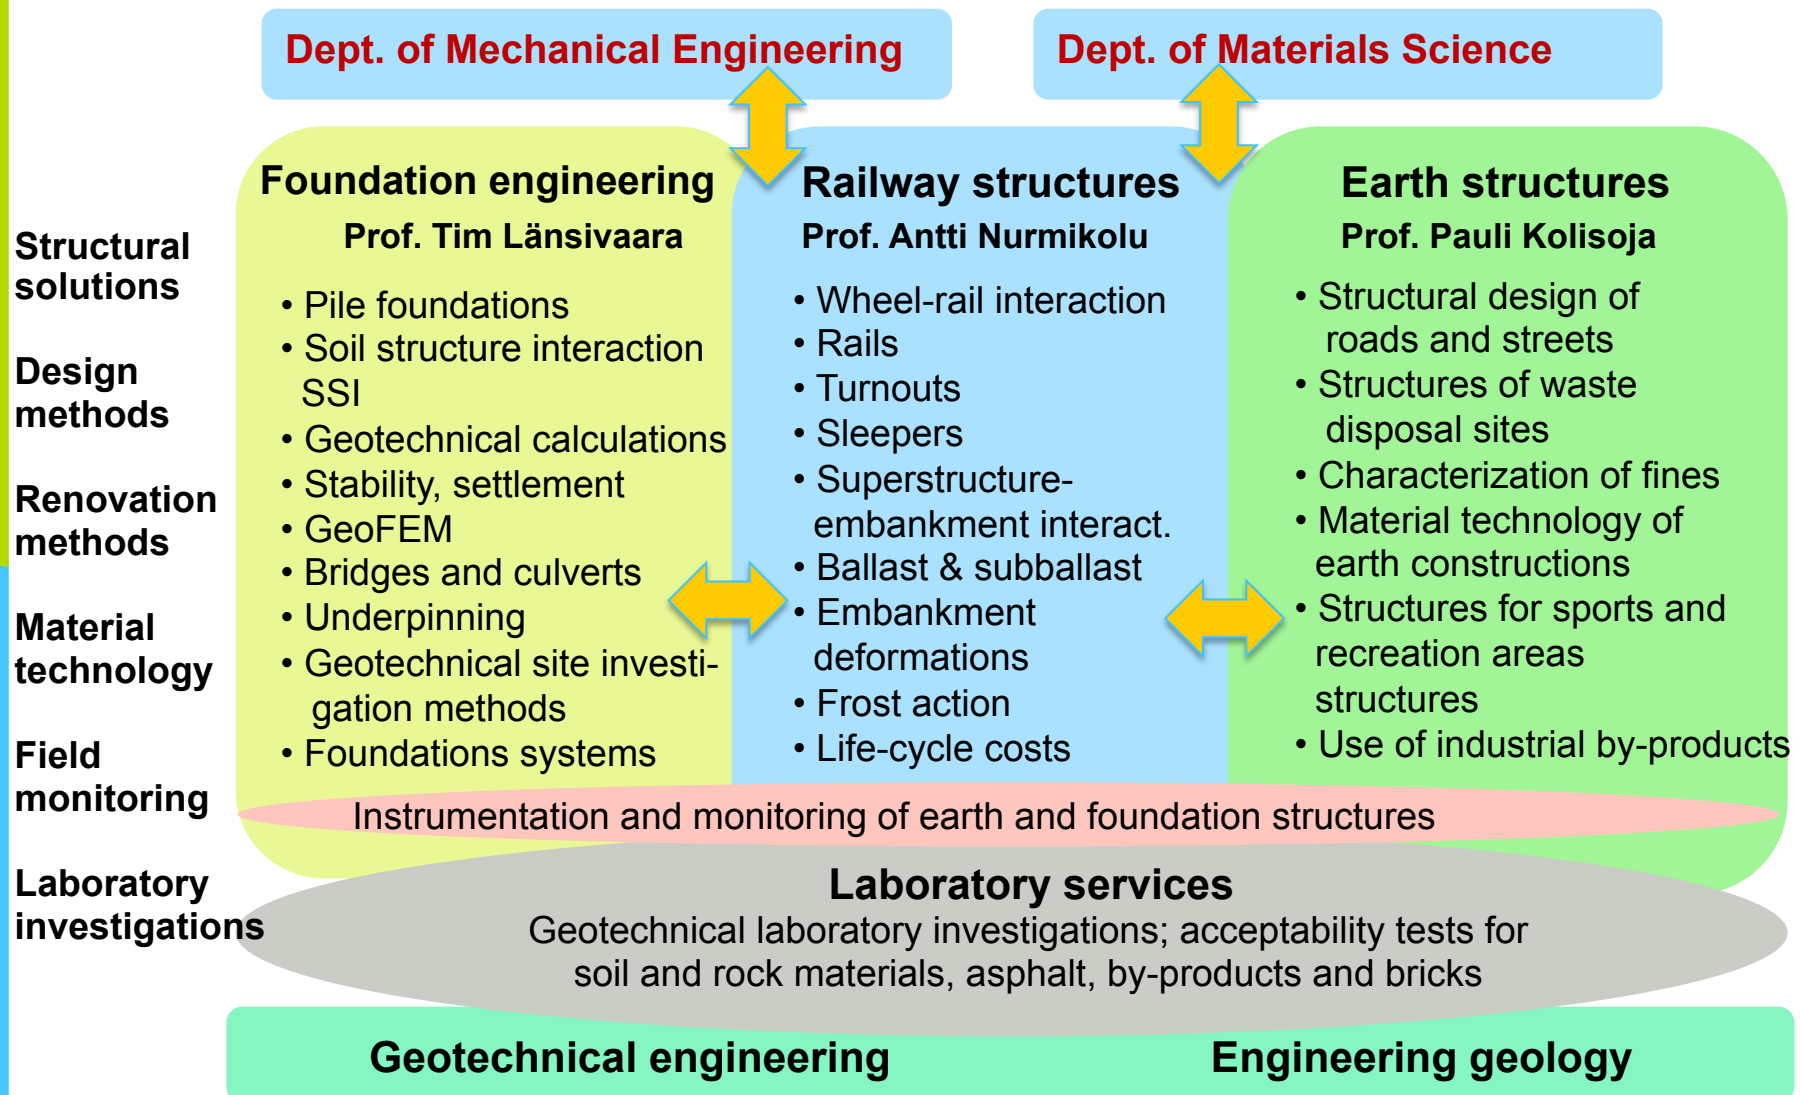 Dept. of Mechanical Engineering
Dept. of Materials Science
Structural
solutions
Design
methods
Renovation
methods
Material
technology
Field
monitoring
Laboratory
investigations
Foundation engineering
Prof. Tim Länsivaara
• Pile foundations
• Soil structure interaction
SSI
• Geotechnical calculations
• Stability, settlement
• GeoFEM
• Bridges and culverts
• Underpinning
• Geotechnical site investi-
gation methods
• Foundations systems
Railway structures
Prof. Antti Nurmikolu
• Wheel-rail interaction
• Rails
• Turnouts
• Sleepers
• Superstructure-
embankment interact.
• Ballast & subballast
• Embankment
deformations
• Frost action
• Life-cycle costs
Earth structures
Prof. Pauli Kolisoja
• Structural design of
roads and streets
• Structures of waste
disposal sites
• Characterization of fines
• Material technology of
earth constructions
• Structures for sports and
recreation areas
structures
• Use of industrial by-products
Instrumentation and monitoring of earth and foundation structures
Laboratory services
Geotechnical laboratory investigations; acceptability tests for
soil and rock materials, asphalt, by-products and bricks
Geotechnical engineering
Engineering geology